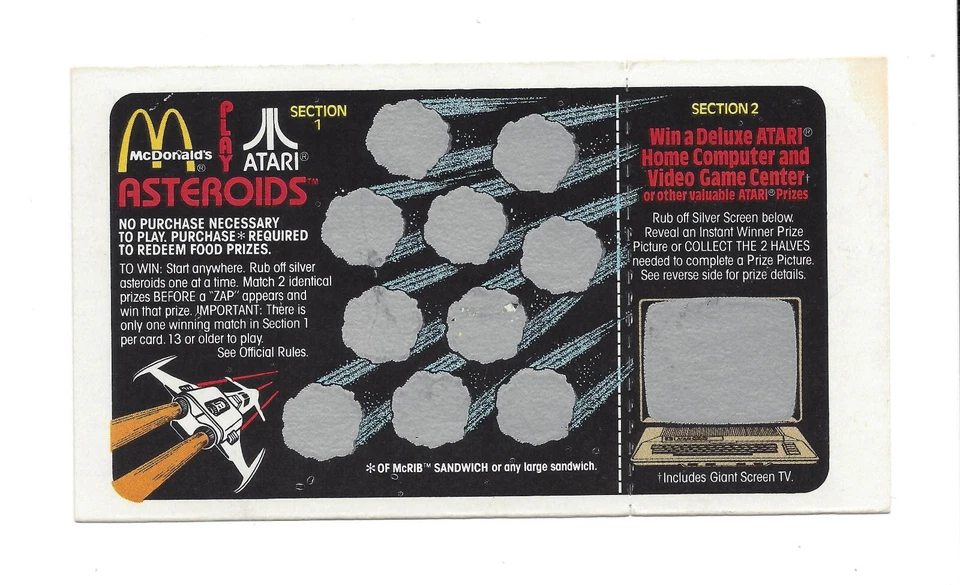 McDonald's®
PLAY
ATARI®
ASTEROIDS™
NO PURCHASE NECESSARY
TO PLAY. PURCHASE * REQUIRED
TO REDEEM FOOD PRIZES.
TO WIN: Start anywhere. Rub off silver
asteroids one at a time. Match 2 identical
prizes BEFORE a "ZAP" appears and
win that prize. IMPORTANT: There is
only one winning match in Section 1
per card. 13 or older to play.
See Official Rules.
SECTION
1
* OF McRIB™ SANDWICH or any large sandwich.
SECTION 2
Win a Deluxe ATARI®
Home Computer and
Video Game Center†
or other valuable ATARI® Prizes
Rub off Silver Screen below.
Reveal an Instant Winner Prize
Picture or COLLECT THE 2 HALVES
needed to complete a Prize Picture.
See reverse side for prize details.
†Includes Giant Screen TV.